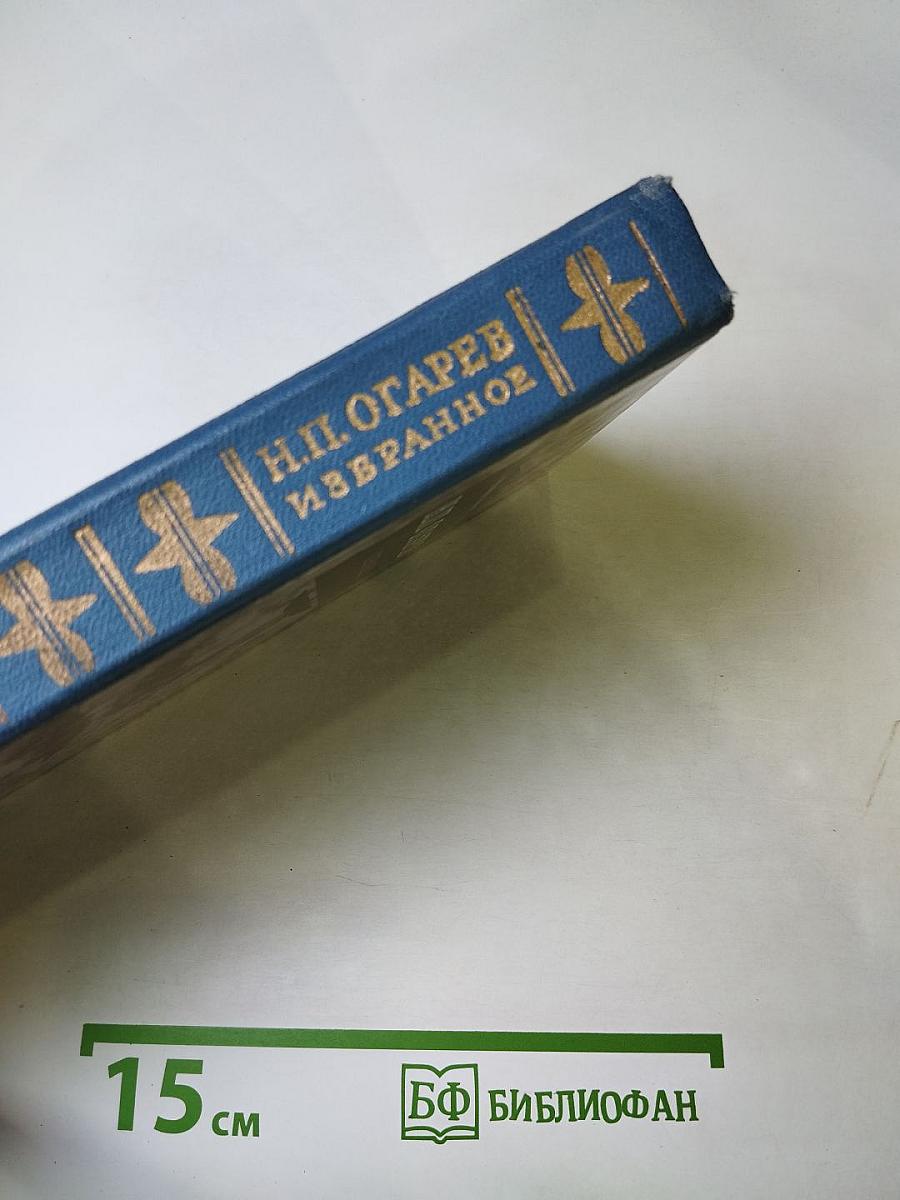 Н.П. ОГАРЕВ
ИЗБРАННОЕ
15 см
БФ БИБЛИОФАН